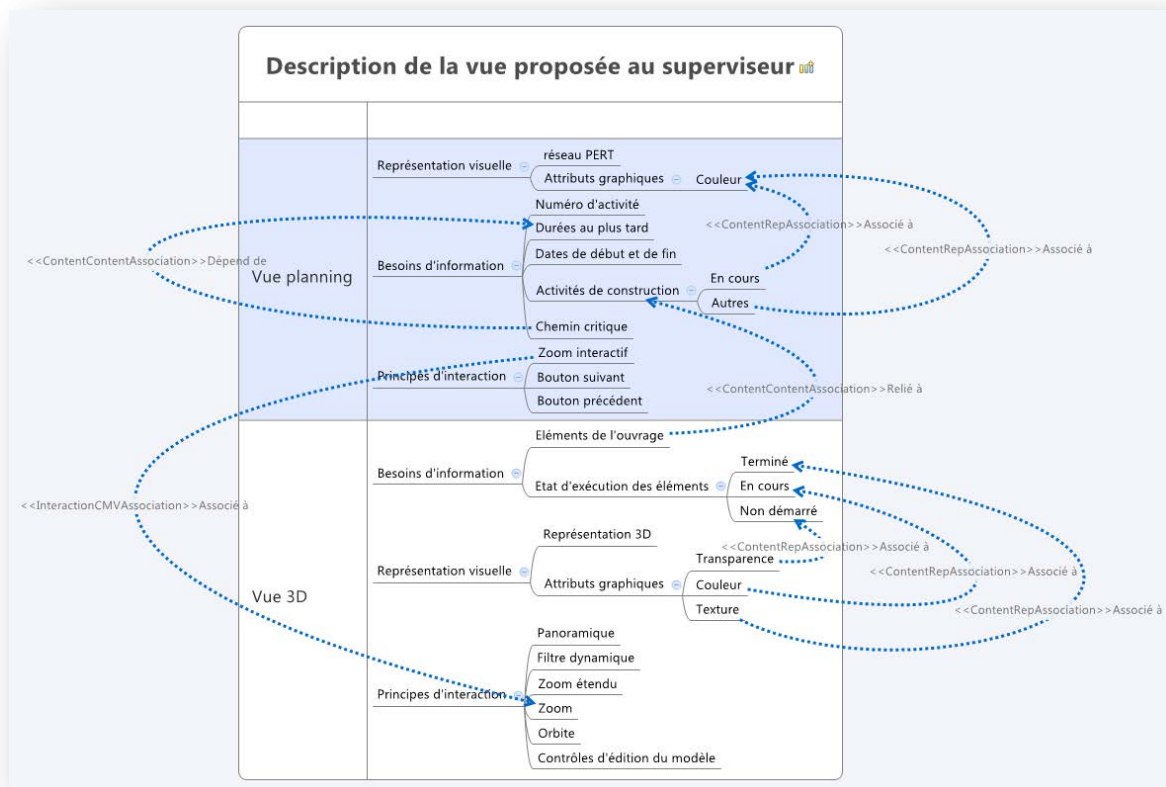 Description de la vue proposée au superviseur
Vue planning
Représentation visuelle
réseau PERT
Attributs graphiques
Couleur
Besoins d'information
Numéro d'activité
Durées au plus tard
Dates de début et de fin
Activités de construction
En cours
Autres
Chemin critique
Principes d'interaction
Zoom interactif
Bouton suivant
Bouton précédent
<<ContentRepAssociation>>Associé à
<<ContentRepAssociation>>Associé à
<<ContentContentAssociation>>Dépend de
<<ContentContentAssociation>>Relié à
<<InteractionCMVAssociation>>Associé à
Vue 3D
Besoins d'information
Eléments de l'ouvrage
Etat d'exécution des éléments
Terminé
En cours
Non démarré
Représentation visuelle
Représentation 3D
Attributs graphiques
Transparence
Couleur
Texture
<<ContentRepAssociation>>Associé à
<<ContentRepAssociation>>Associé à
<<ContentRepAssociation>>Associé à
Principes d'interaction
Panoramique
Filtre dynamique
Zoom étendu
Zoom
Orbite
Contrôles d'édition du modèle